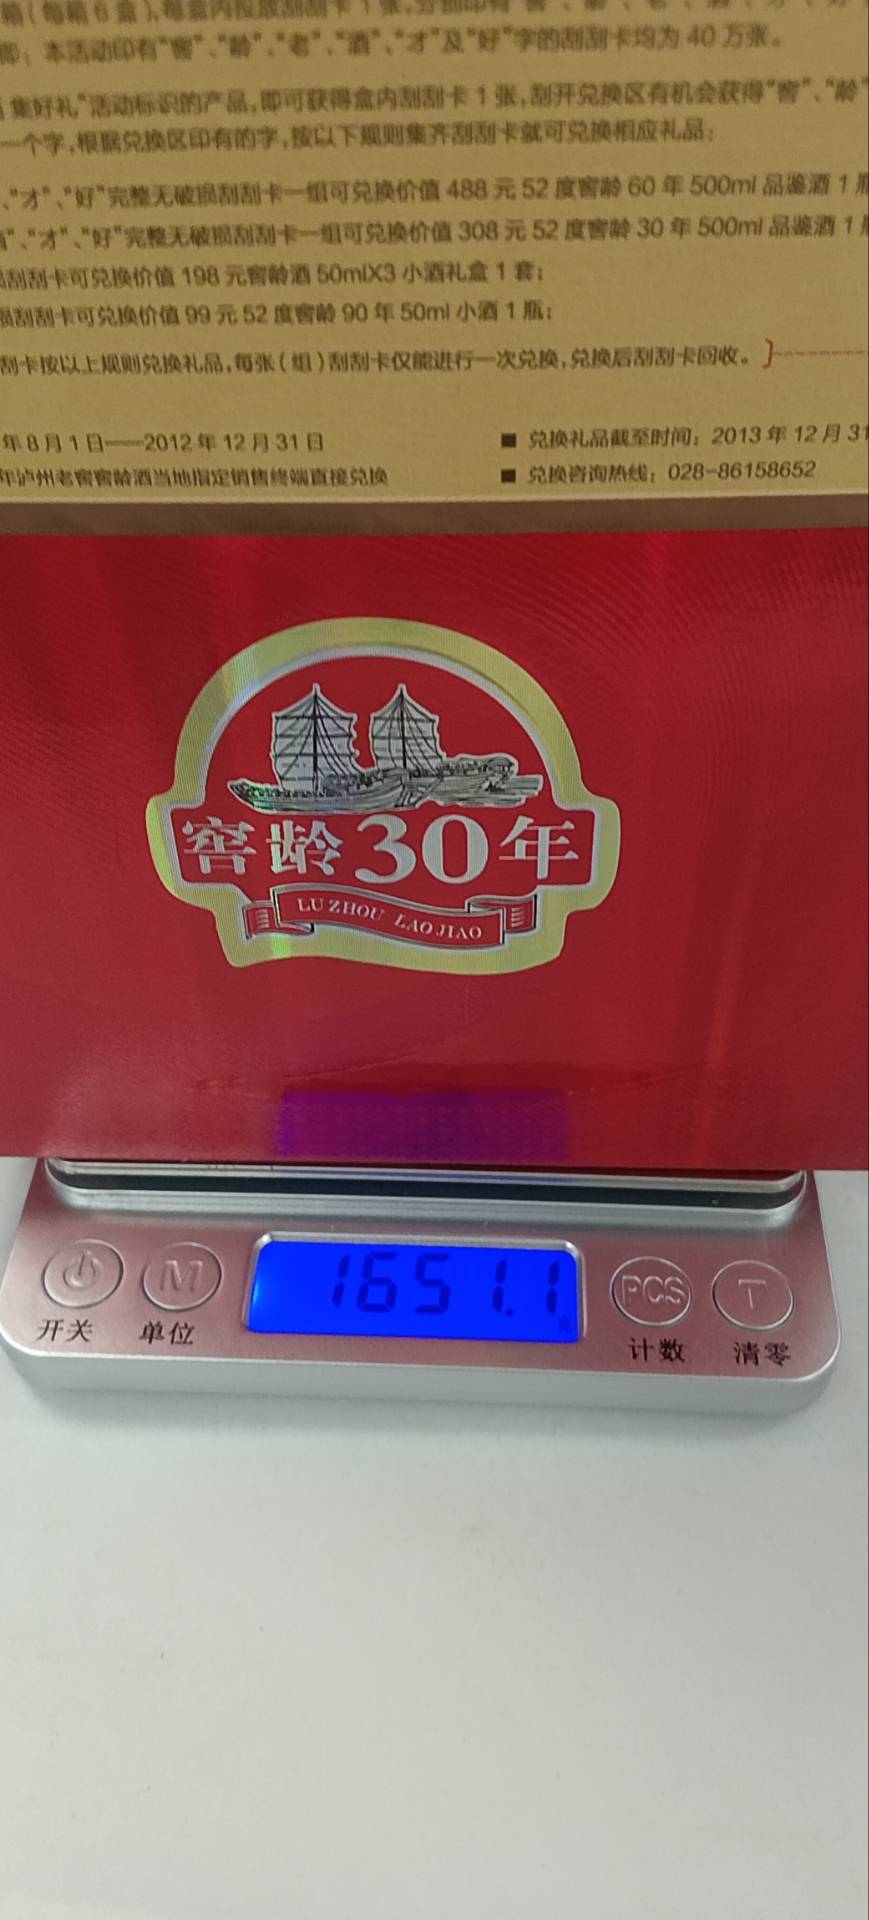 箱(每箱6盒),每盒内投放刮刮卡1张,分别印有"窖"、"龄"、"老"、"酒"、"才"、"好
即:本活动印有"窖"、"龄"、"老"、"酒"、"才"及"好"字的刮刮卡均为40万张。
集好礼"活动标识的产品,即可获得盒内刮刮卡1张,刮开兑换区有机会获得"窖"、"龄"
一个字,根据兑换区印有的字,按以下规则集齐刮刮卡就可兑换相应礼品:
、"才"、"好"完整无破损刮刮卡一组可兑换价值488元52度窖龄60年500ml品鉴酒1瓶
"、"才"、"好"完整无破损刮刮卡一组可兑换价值308元52度窖龄30年500ml品鉴酒1瓶
损刮刮卡可兑换价值198元窖龄酒50mlX3小酒礼盒1套;
损刮刮卡可兑换价值99元52度窖龄90年50ml小酒1瓶;
刮卡按以上规则兑换礼品,每张(组)刮刮卡仅能进行一次兑换,兑换后刮刮卡回收。
年8月1日——2012年12月31日
■ 兑换礼品截至时间:2013年12月31
年泸州老窖窖龄酒当地指定销售终端直接兑换
■ 兑换咨询热线:028-86158652
窖龄30年
LUZHOU LAOJIAO
1651.1
M
PCS
T
开关
单位
计数
清零